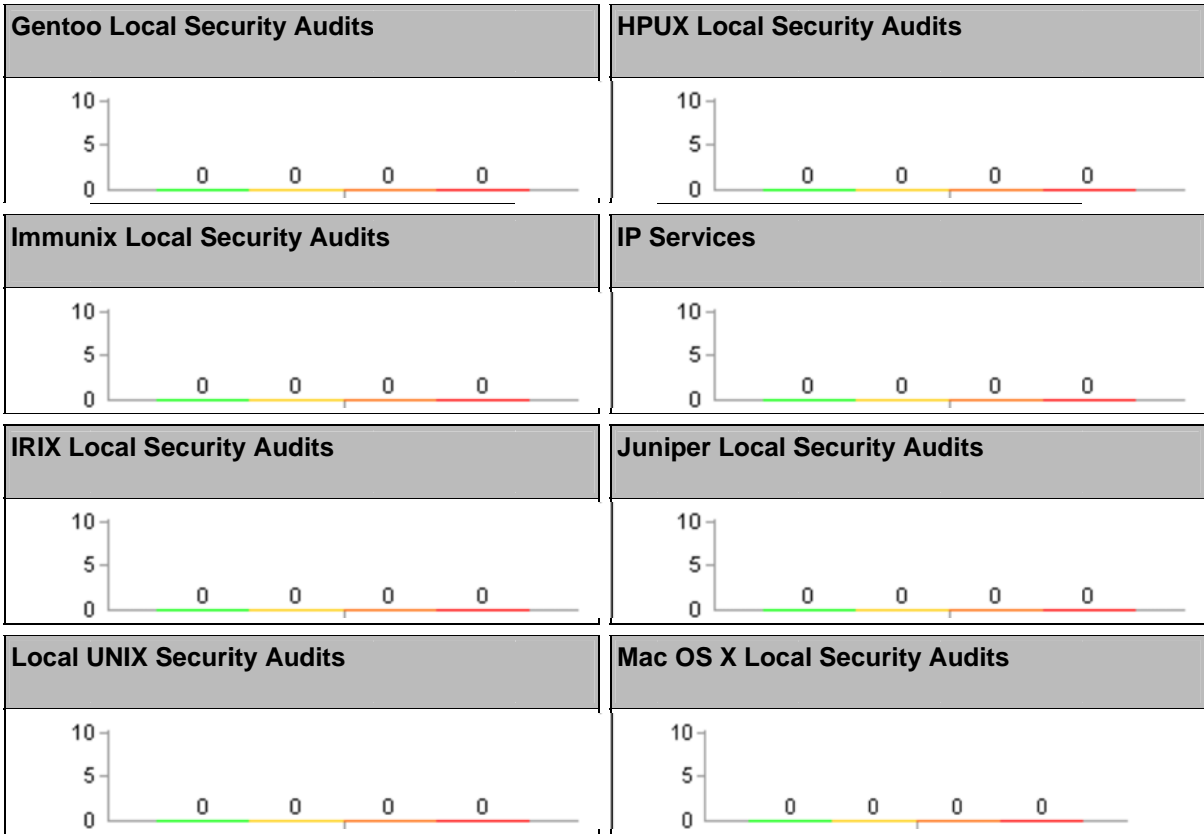 Gentoo Local Security Audits
HPUX Local Security Audits
10
5
0
0 0 0 0
10
5
0
0 0 0 0
Immunix Local Security Audits
IP Services
10
5
0
0 0 0 0
10
5
0
0 0 0 0
IRIX Local Security Audits
Juniper Local Security Audits
10
5
0
0 0 0 0
10
5
0
0 0 0 0
Local UNIX Security Audits
Mac OS X Local Security Audits
10
5
0
0 0 0 0
10
5
0
0 0 0 0